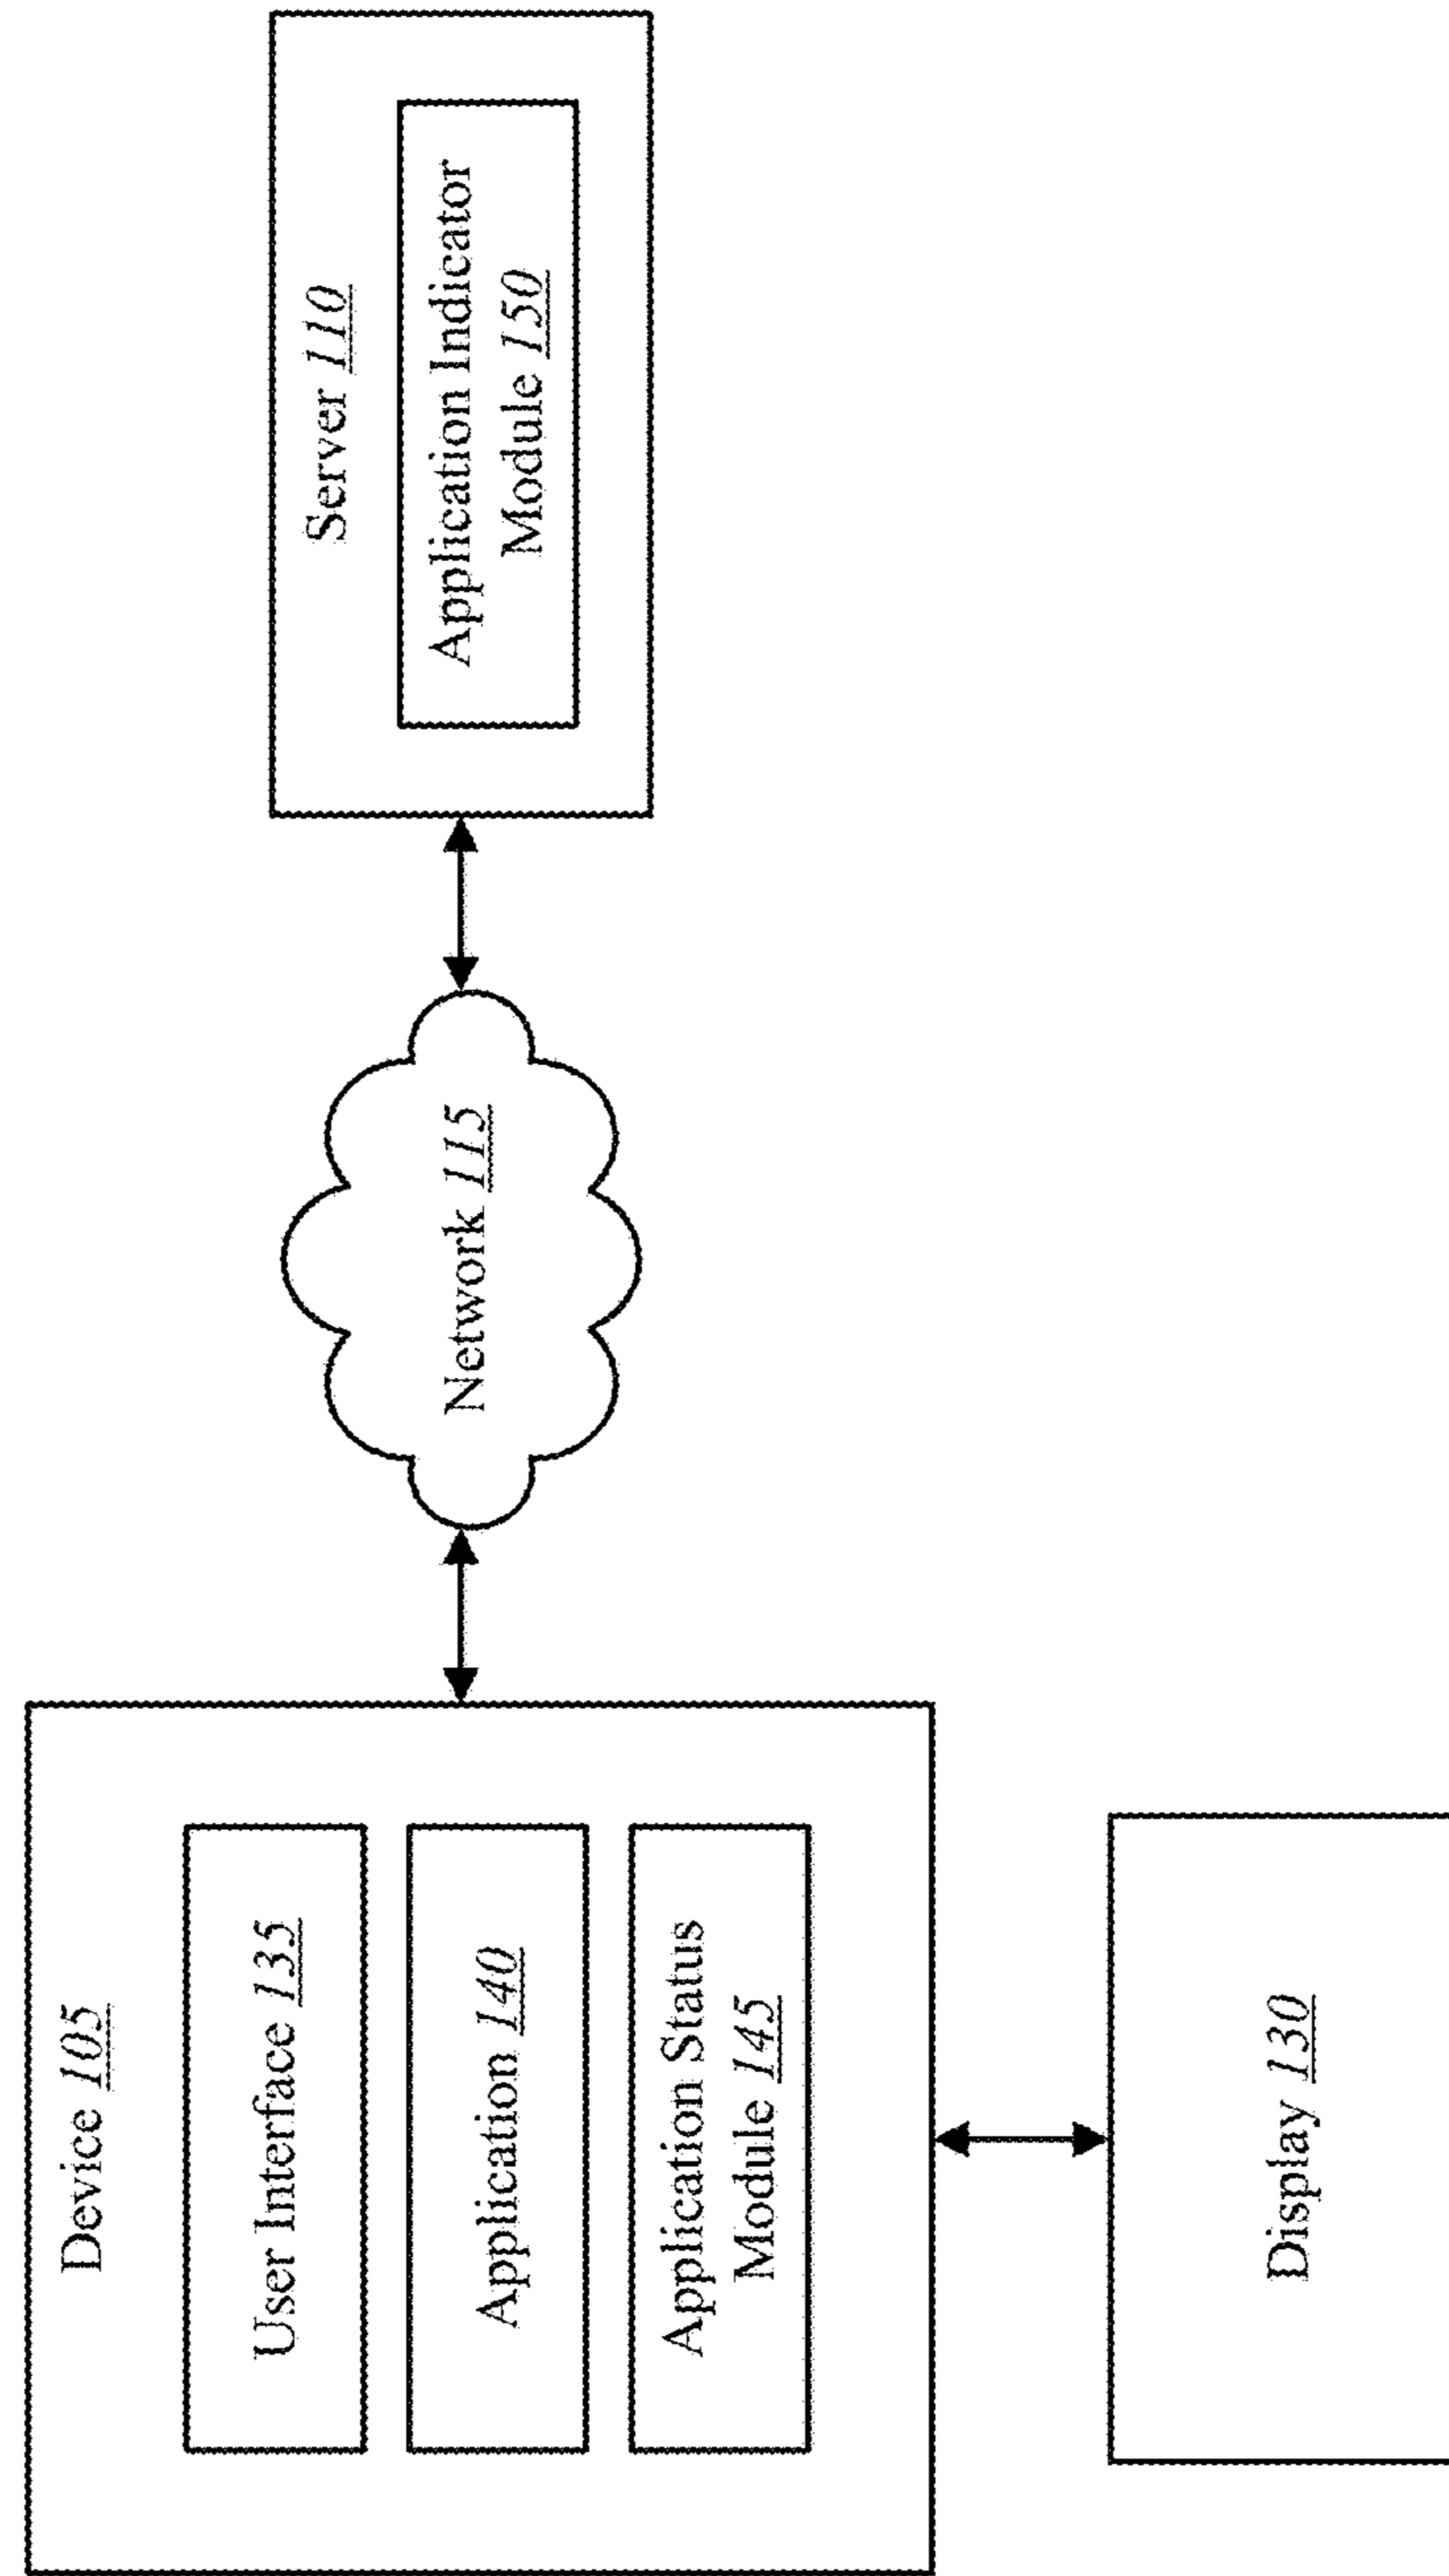 Device 105
User Interface 135
Application 140
Application Status
Module 145
Display 130
Network 115
Server 110
Application Indicator
Module 150